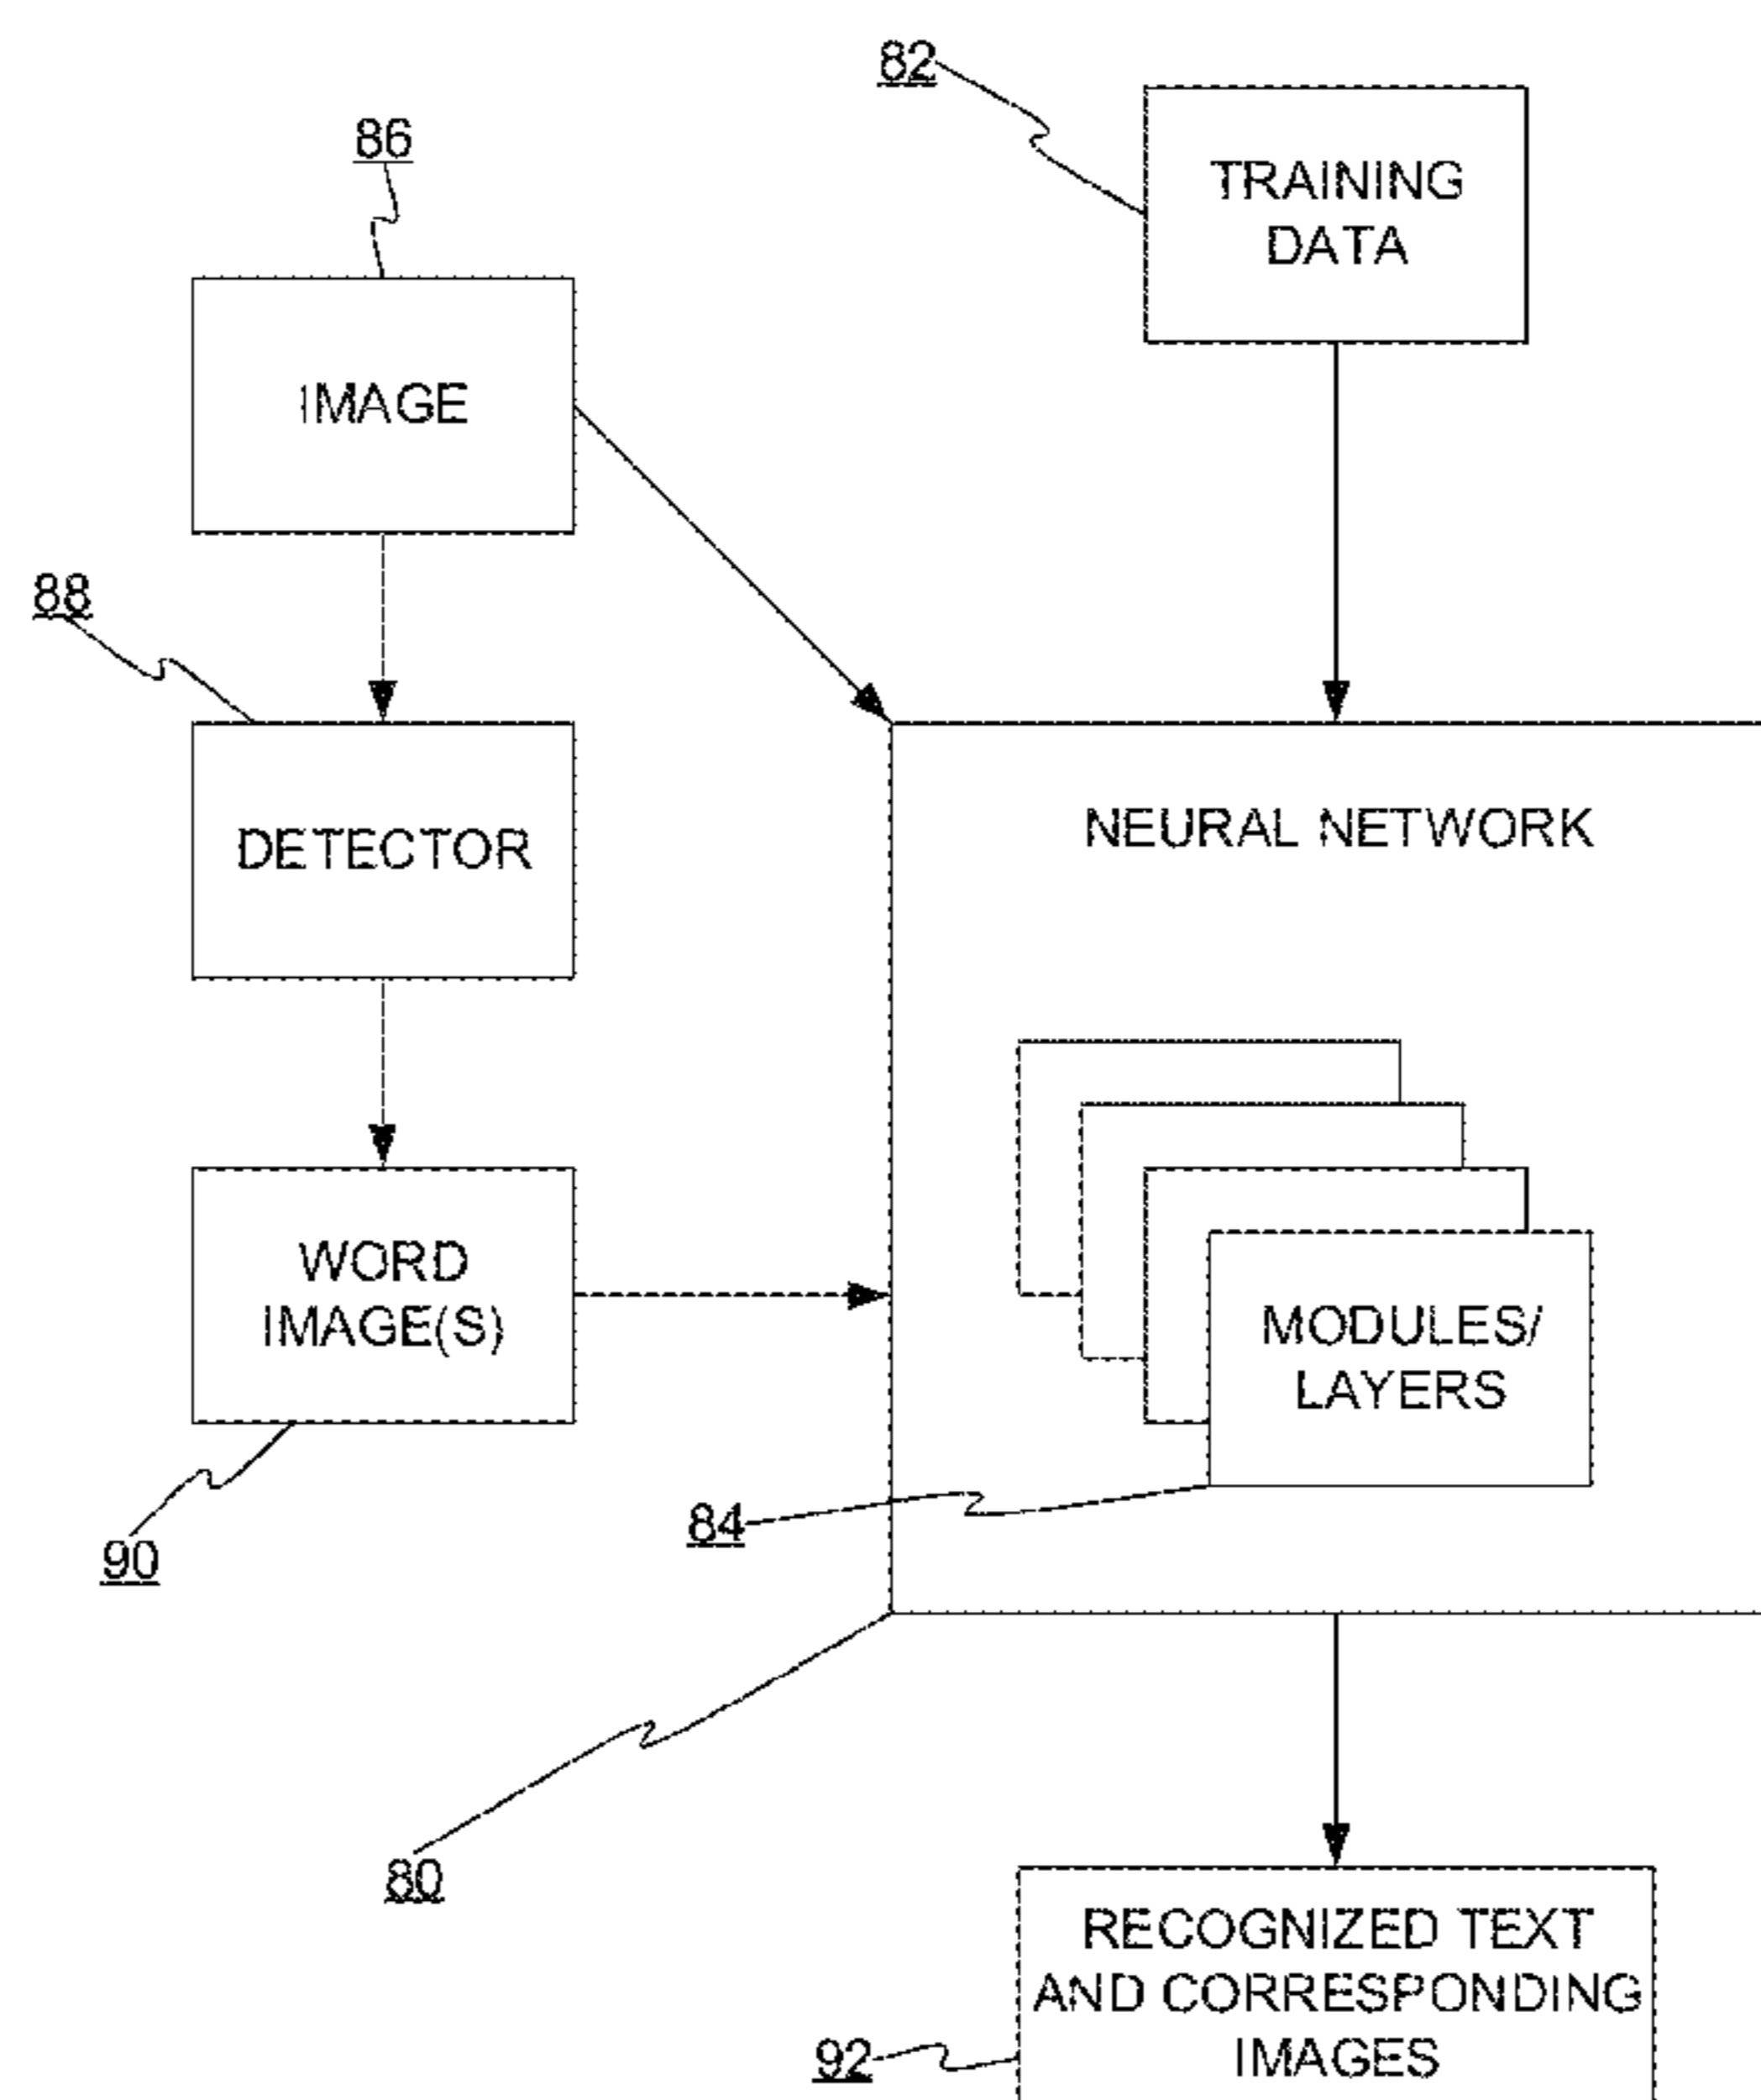 82
86
TRAINING
DATA
IMAGE
88
DETECTOR
NEURAL NETWORK
WORD
IMAGE(S)
MODULES/
LAYERS
84
90
80
RECOGNIZED TEXT
AND CORRESPONDING
IMAGES
92